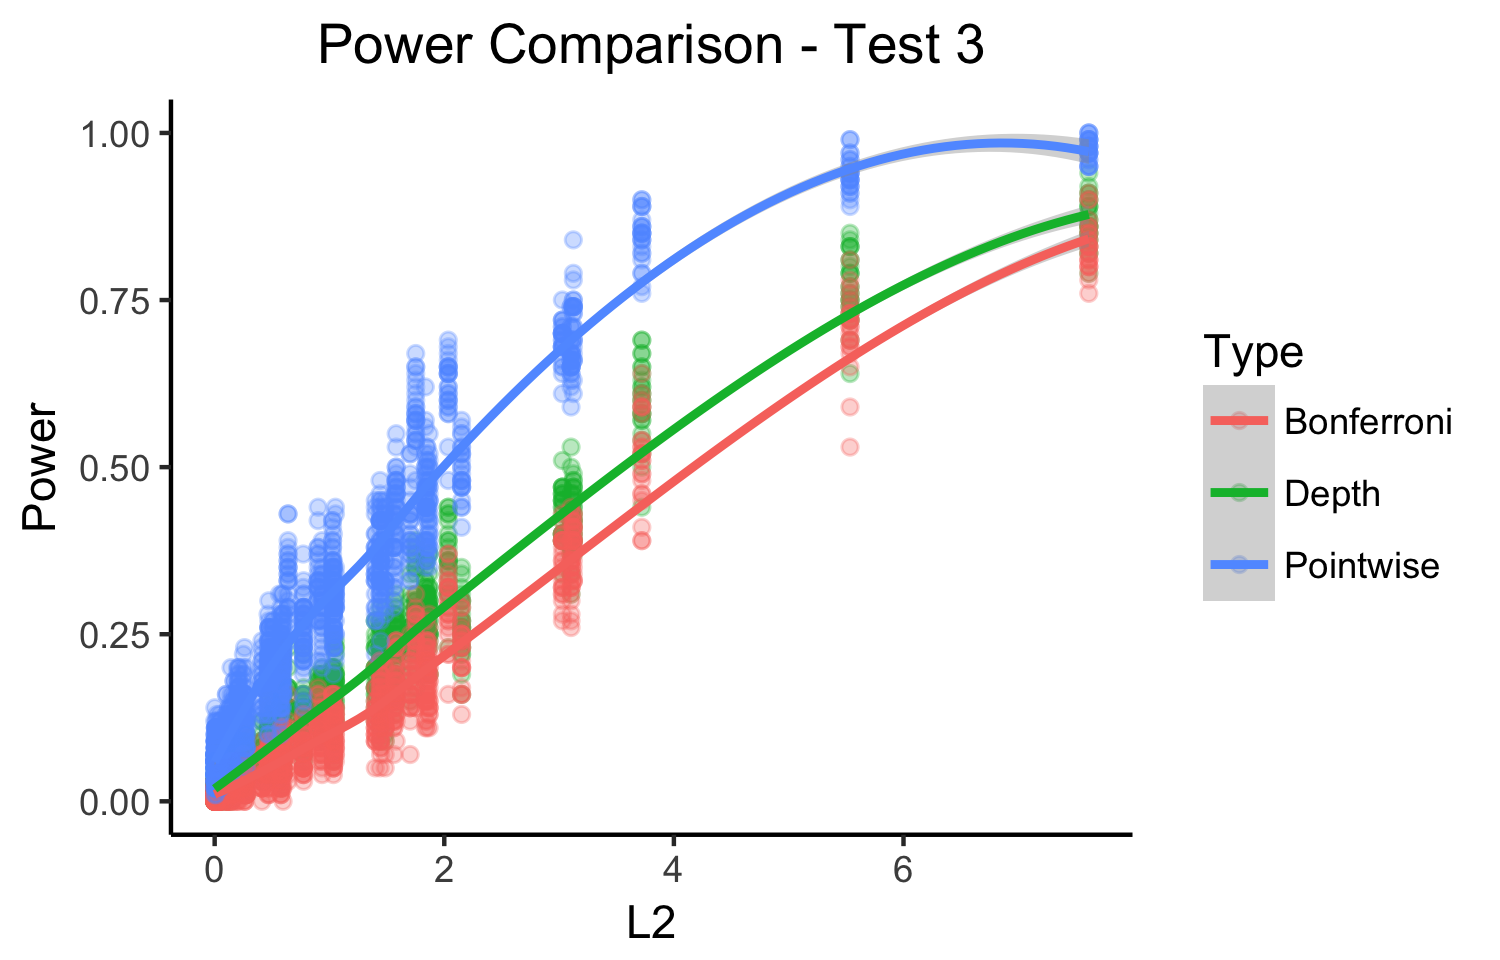 Power Comparison - Test 3
1.00
0.75
0.50
0.25
0.00
Power
0 2 4 6
L2
Type
Bonferroni
Depth
Pointwise